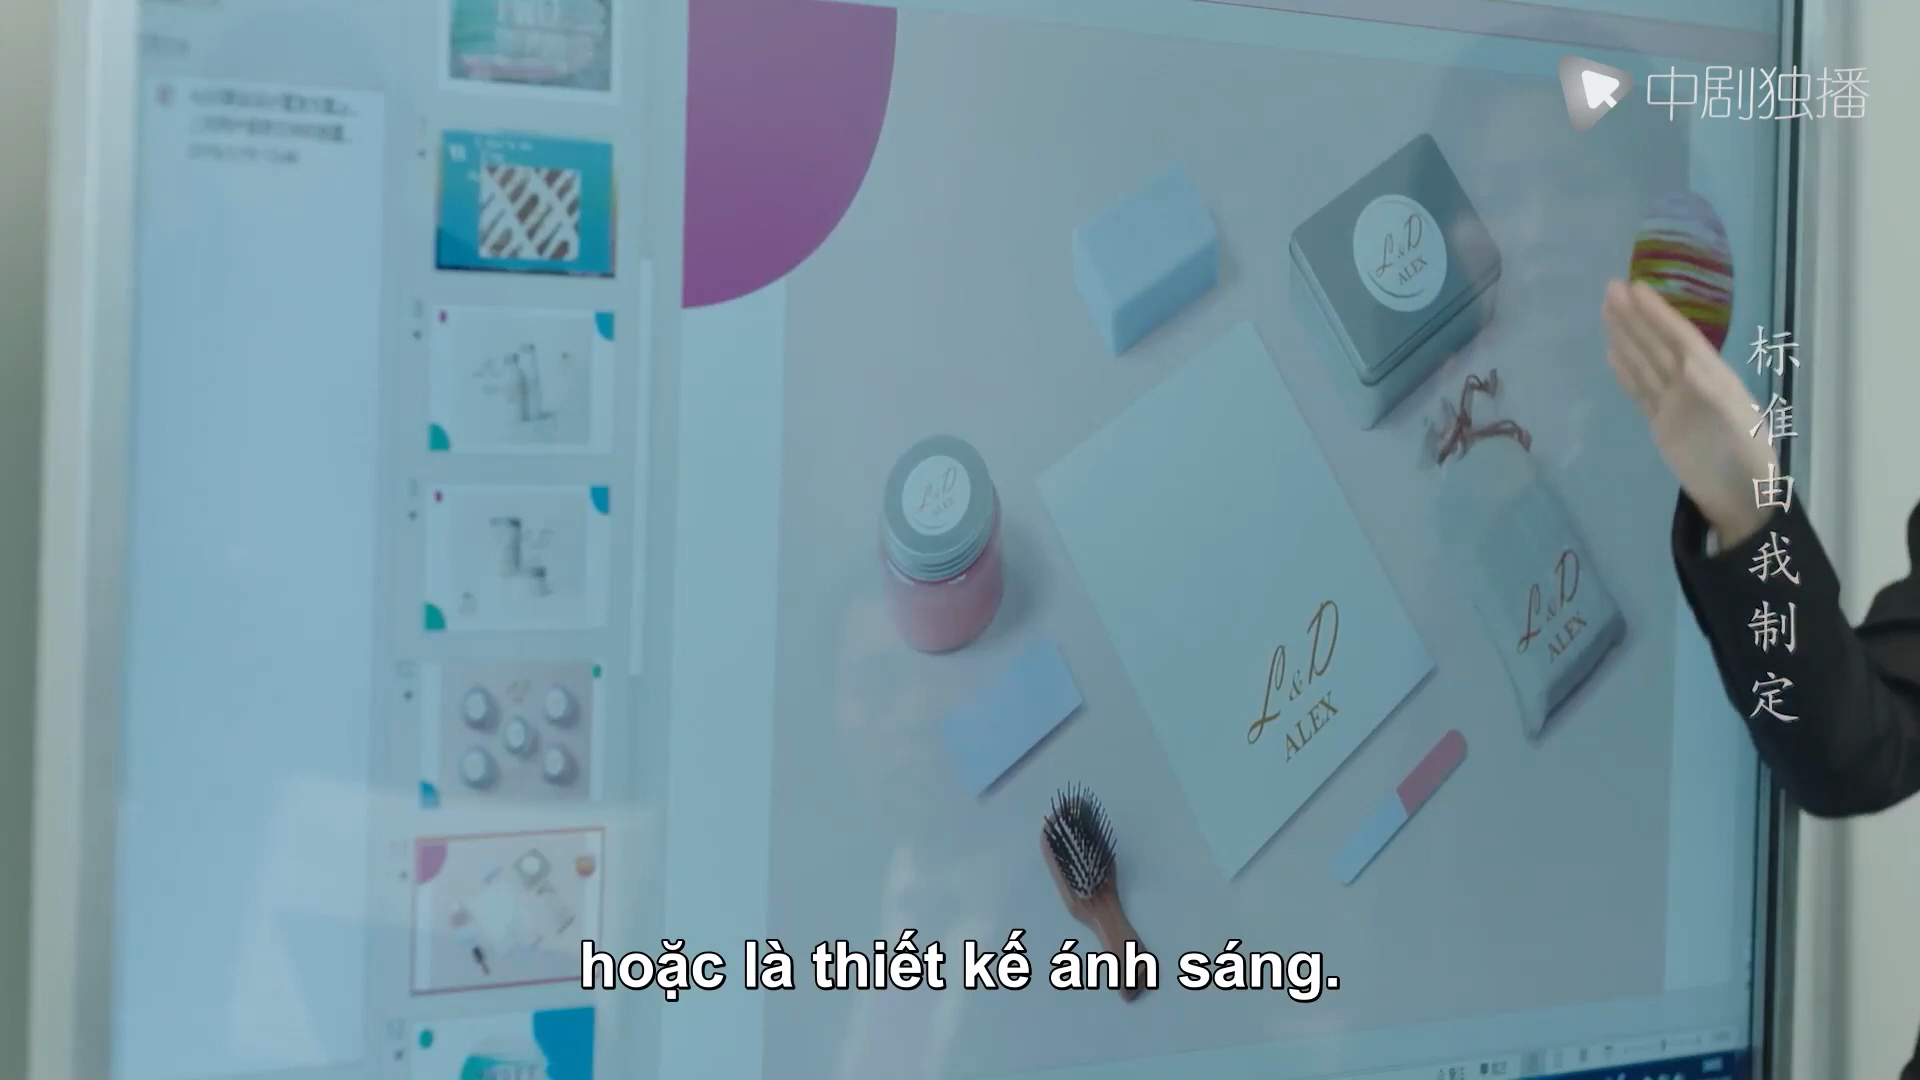 中剧独播
标准由我制定
L&D
ALEX
L&D
ALEX
L&D
ALEX
L&D
ALEX
hoặc là thiết kế ánh sáng.